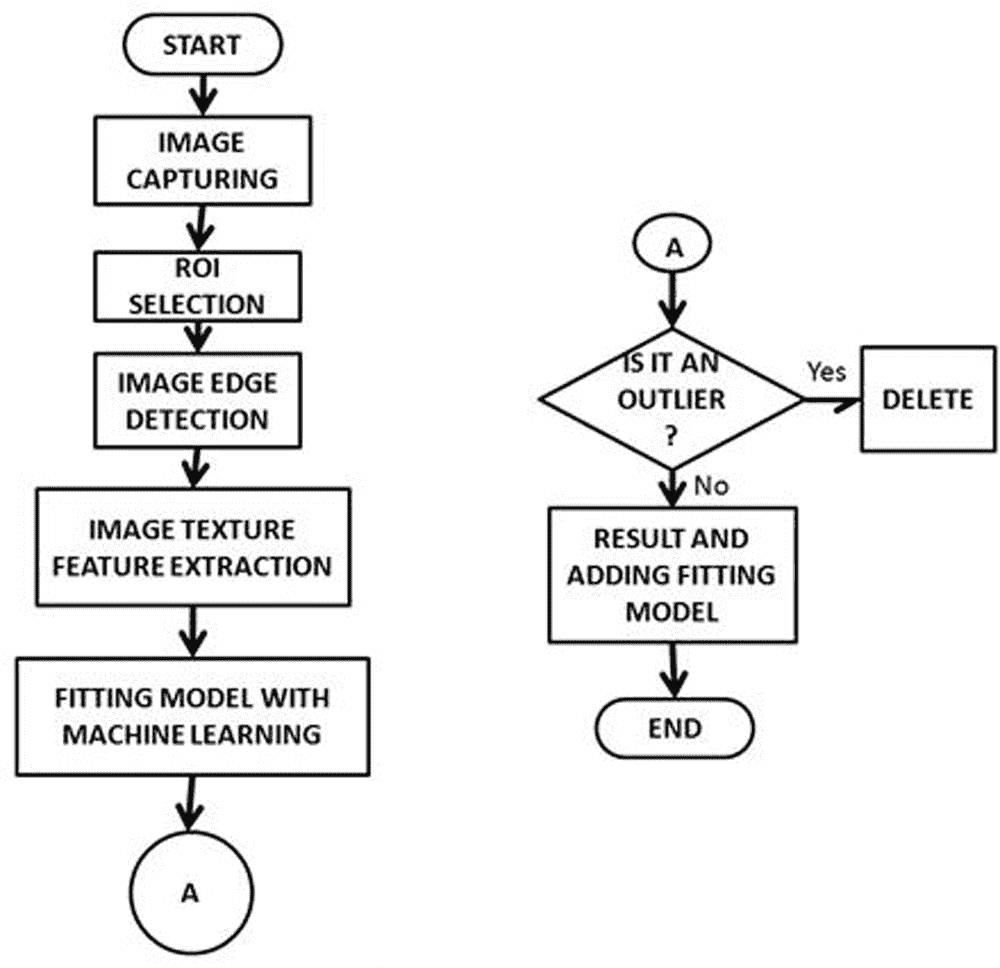 START
IMAGE
CAPTURING
ROI
SELECTION
IMAGE EDGE
DETECTION
IMAGE TEXTURE
FEATURE EXTRACTION
FITTING MODEL WITH
MACHINE LEARNING
A
A
IS IT AN
OUTLIER
?
Yes
DELETE
No
RESULT AND
ADDING FITTING
MODEL
END